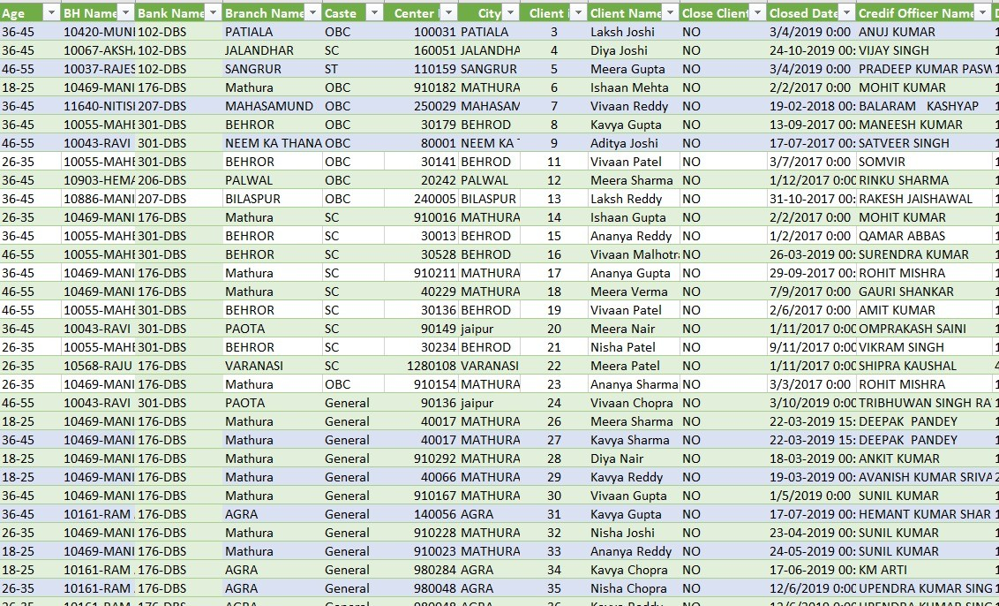 Age BH Name Bank Name Branch Name Caste Center City Client Client Name Close Client Closed Date Credif Officer Name
36-45 10420-MUNI 102-DBS PATIALA OBC 100031 PATIALA 3 Laksh Joshi NO 3/4/2019 0:00 ANUJ KUMAR
36-45 10067-AKSHA 102-DBS JALANDHAR SC 160051 JALANDHA 4 Diya Joshi NO 24-10-2019 00: VIJAY SINGH
46-55 10037-RAJES 102-DBS SANGRUR ST 110159 SANGRUR 5 Meera Gupta NO 3/4/2019 0:00 PRADEEP KUMAR PASW
18-25 10469-MANI 176-DBS Mathura OBC 910182 MATHURA 6 Ishaan Mehta NO 2/2/2017 0:00 MOHIT KUMAR
36-45 11640-NITISI 207-DBS MAHASAMUND OBC 250029 MAHASAM 7 Vivaan Reddy NO 19-02-2018 00: BALARAM KASHYAP
36-45 10055-MAHE 301-DBS BEHROR OBC 30179 BEHROD 8 Kavya Gupta NO 13-09-2017 00: MANEESH KUMAR
46-55 10043-RAVI 301-DBS NEEM KA THANA OBC 80001 NEEM KA 9 Aditya Joshi NO 17-07-2017 00: SATVEER SINGH
26-35 10055-MAHE 301-DBS BEHROR OBC 30141 BEHROD 11 Vivaan Patel NO 3/7/2017 0:00 SOMVIR
36-45 10903-HEMA 206-DBS PALWAL OBC 20242 PALWAL 12 Meera Sharma NO 1/12/2017 0:00 RINKU SHARMA
36-45 10886-MANI 207-DBS BILASPUR OBC 240005 BILASPUR 13 Laksh Reddy NO 31-10-2017 00: RAKESH JAISHAWAL
26-35 10469-MANI 176-DBS Mathura SC 910016 MATHURA 14 Ishaan Gupta NO 2/2/2017 0:00 MOHIT KUMAR
36-45 10055-MAHE 301-DBS BEHROR SC 30013 BEHROD 15 Ananya Reddy NO 1/2/2017 0:00 QAMAR ABBAS
46-55 10055-MAHE 301-DBS BEHROR SC 30528 BEHROD 16 Vivaan Malhotra NO 26-03-2019 00: SURENDRA KUMAR
36-45 10469-MANI 176-DBS Mathura SC 910211 MATHURA 17 Ananya Gupta NO 29-09-2017 00: ROHIT MISHRA
46-55 10469-MANI 176-DBS Mathura SC 40229 MATHURA 18 Meera Verma NO 7/9/2017 0:00 GAURI SHANKAR
46-55 10055-MAHE 301-DBS BEHROR SC 30136 BEHROD 19 Vivaan Patel NO 2/6/2017 0:00 AMIT KUMAR
36-45 10043-RAVI 301-DBS PAOTA SC 90149 jaipur 20 Meera Nair NO 1/11/2017 0:00 OMPRAKASH SAINI
26-35 10055-MAHE 301-DBS BEHROR SC 30234 BEHROD 21 Nisha Patel NO 9/11/2017 0:00 VIKRAM SINGH
26-35 10568-RAJU 176-DBS VARANASI SC 1280108 VARANASI 22 Meera Patel NO 1/11/2017 0:00 SHIPRA KAUSHAL
26-35 10469-MANI 176-DBS Mathura OBC 910154 MATHURA 23 Ananya Sharma NO 3/3/2017 0:00 ROHIT MISHRA
46-55 10043-RAVI 301-DBS PAOTA General 90136 jaipur 24 Vivaan Chopra NO 3/10/2019 0:00 TRIBHUWAN SINGH RA
18-25 10469-MANI 176-DBS Mathura General 40017 MATHURA 26 Meera Sharma NO 22-03-2019 15: DEEPAK PANDEY
36-45 10469-MANI 176-DBS Mathura General 40017 MATHURA 27 Kavya Sharma NO 22-03-2019 15: DEEPAK PANDEY
18-25 10469-MANI 176-DBS Mathura General 910292 MATHURA 28 Diya Nair NO 18-03-2019 00: ANKIT KUMAR
18-25 10469-MANI 176-DBS Mathura General 40066 MATHURA 29 Kavya Reddy NO 19-03-2019 00: AVANISH KUMAR SRIVA
36-45 10469-MANI 176-DBS Mathura General 910167 MATHURA 30 Vivaan Gupta NO 1/5/2019 0:00 SUNIL KUMAR
36-45 10161-RAM 176-DBS AGRA General 140056 AGRA 31 Kavya Gupta NO 17-07-2019 00: HEMANT KUMAR SHAR
26-35 10469-MANI 176-DBS Mathura General 910228 MATHURA 32 Nisha Joshi NO 23-04-2019 00: SUNIL KUMAR
36-45 10469-MANI 176-DBS Mathura General 910023 MATHURA 33 Ananya Reddy NO 24-05-2019 00: SUNIL KUMAR
18-25 10161-RAM 176-DBS AGRA General 980284 AGRA 34 Kavya Chopra NO 17-06-2019 00: KM ARTI
26-35 10161-RAM 176-DBS AGRA General 980048 AGRA 35 Nisha Chopra NO 12/6/2019 0:00 UPENDRA KUMAR SING